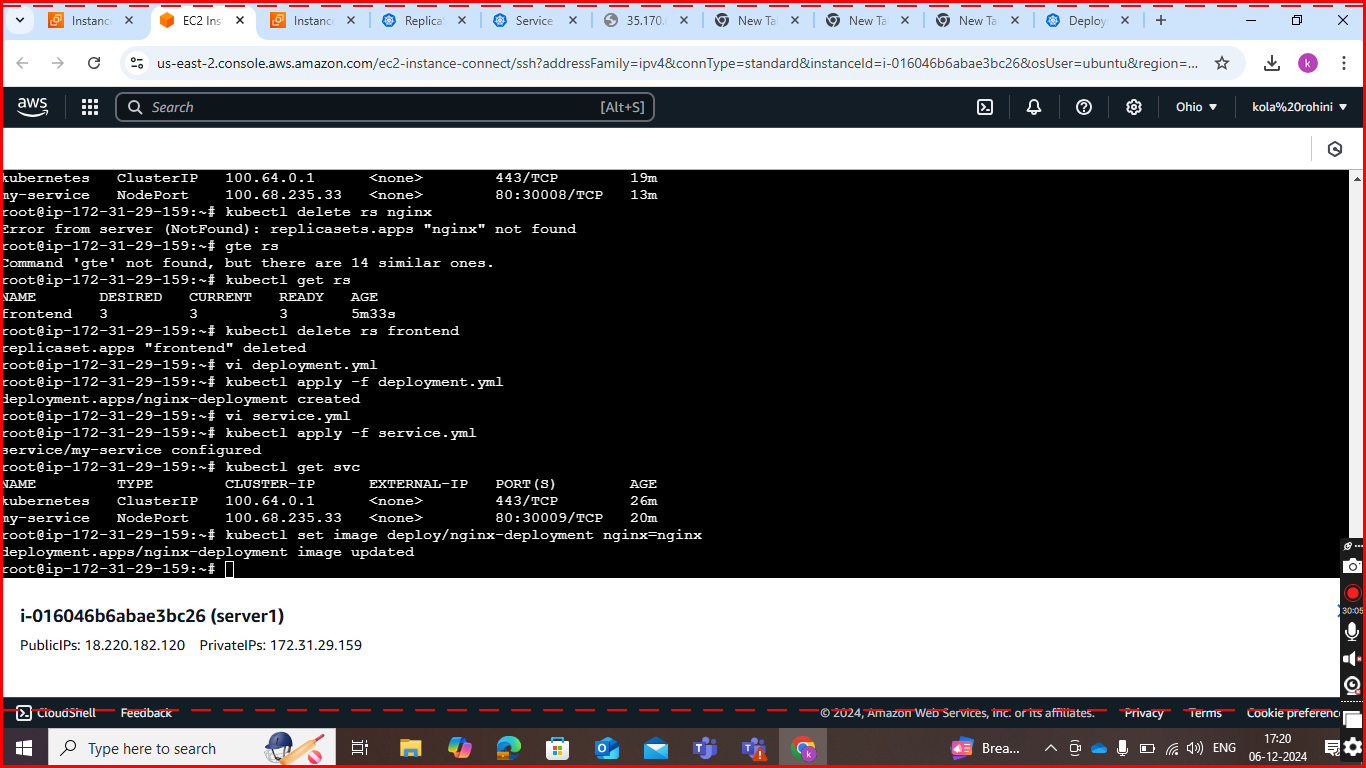 Instanc
EC2 Ins
Instanc
Replica
Service
35.170.
New Ta
New Ta
New Ta
Deploy
us-east-2.console.aws.amazon.com/ec2-instance-connect/ssh?addressFamily=ipv4&connType=standard&instanceId=i-016046b6abae3bc26&osUser=ubuntu&region=...
k
aws
Search [Alt+S]
Ohio
kola%20rohini
kubernetes ClusterIP 100.64.0.1 <none> 443/TCP 19m
my-service NodePort 100.68.235.33 <none> 80:30008/TCP 13m
root@ip-172-31-29-159:~# kubectl delete rs nginx
Error from server (NotFound): replicasets.apps "nginx" not found
root@ip-172-31-29-159:~# gte rs
Command 'gte' not found, but there are 14 similar ones.
root@ip-172-31-29-159:~# kubectl get rs
NAME DESIRED CURRENT READY AGE
frontend 3 3 3 5m33s
root@ip-172-31-29-159:~# kubectl delete rs frontend
replicaset.apps "frontend" deleted
root@ip-172-31-29-159:~# vi deployment.yml
root@ip-172-31-29-159:~# kubectl apply -f deployment.yml
deployment.apps/nginx-deployment created
root@ip-172-31-29-159:~# vi service.yml
root@ip-172-31-29-159:~# kubectl apply -f service.yml
service/my-service configured
root@ip-172-31-29-159:~# kubectl get svc
NAME TYPE CLUSTER-IP EXTERNAL-IP PORT(S) AGE
kubernetes ClusterIP 100.64.0.1 <none> 443/TCP 26m
my-service NodePort 100.68.235.33 <none> 80:30009/TCP 20m
root@ip-172-31-29-159:~# kubectl set image deploy/nginx-deployment nginx=nginx
deployment.apps/nginx-deployment image updated
root@ip-172-31-29-159:~#
i-016046b6abae3bc26 (server1)
PublicIPs: 18.220.182.120 PrivateIPs: 172.31.29.159
30:05
CloudShell Feedback © 2024, Amazon Web Services, Inc. or its affiliates. Privacy Terms Cookie preferenc
Type here to search
k
Brea...
ENG
17:20
06-12-2024